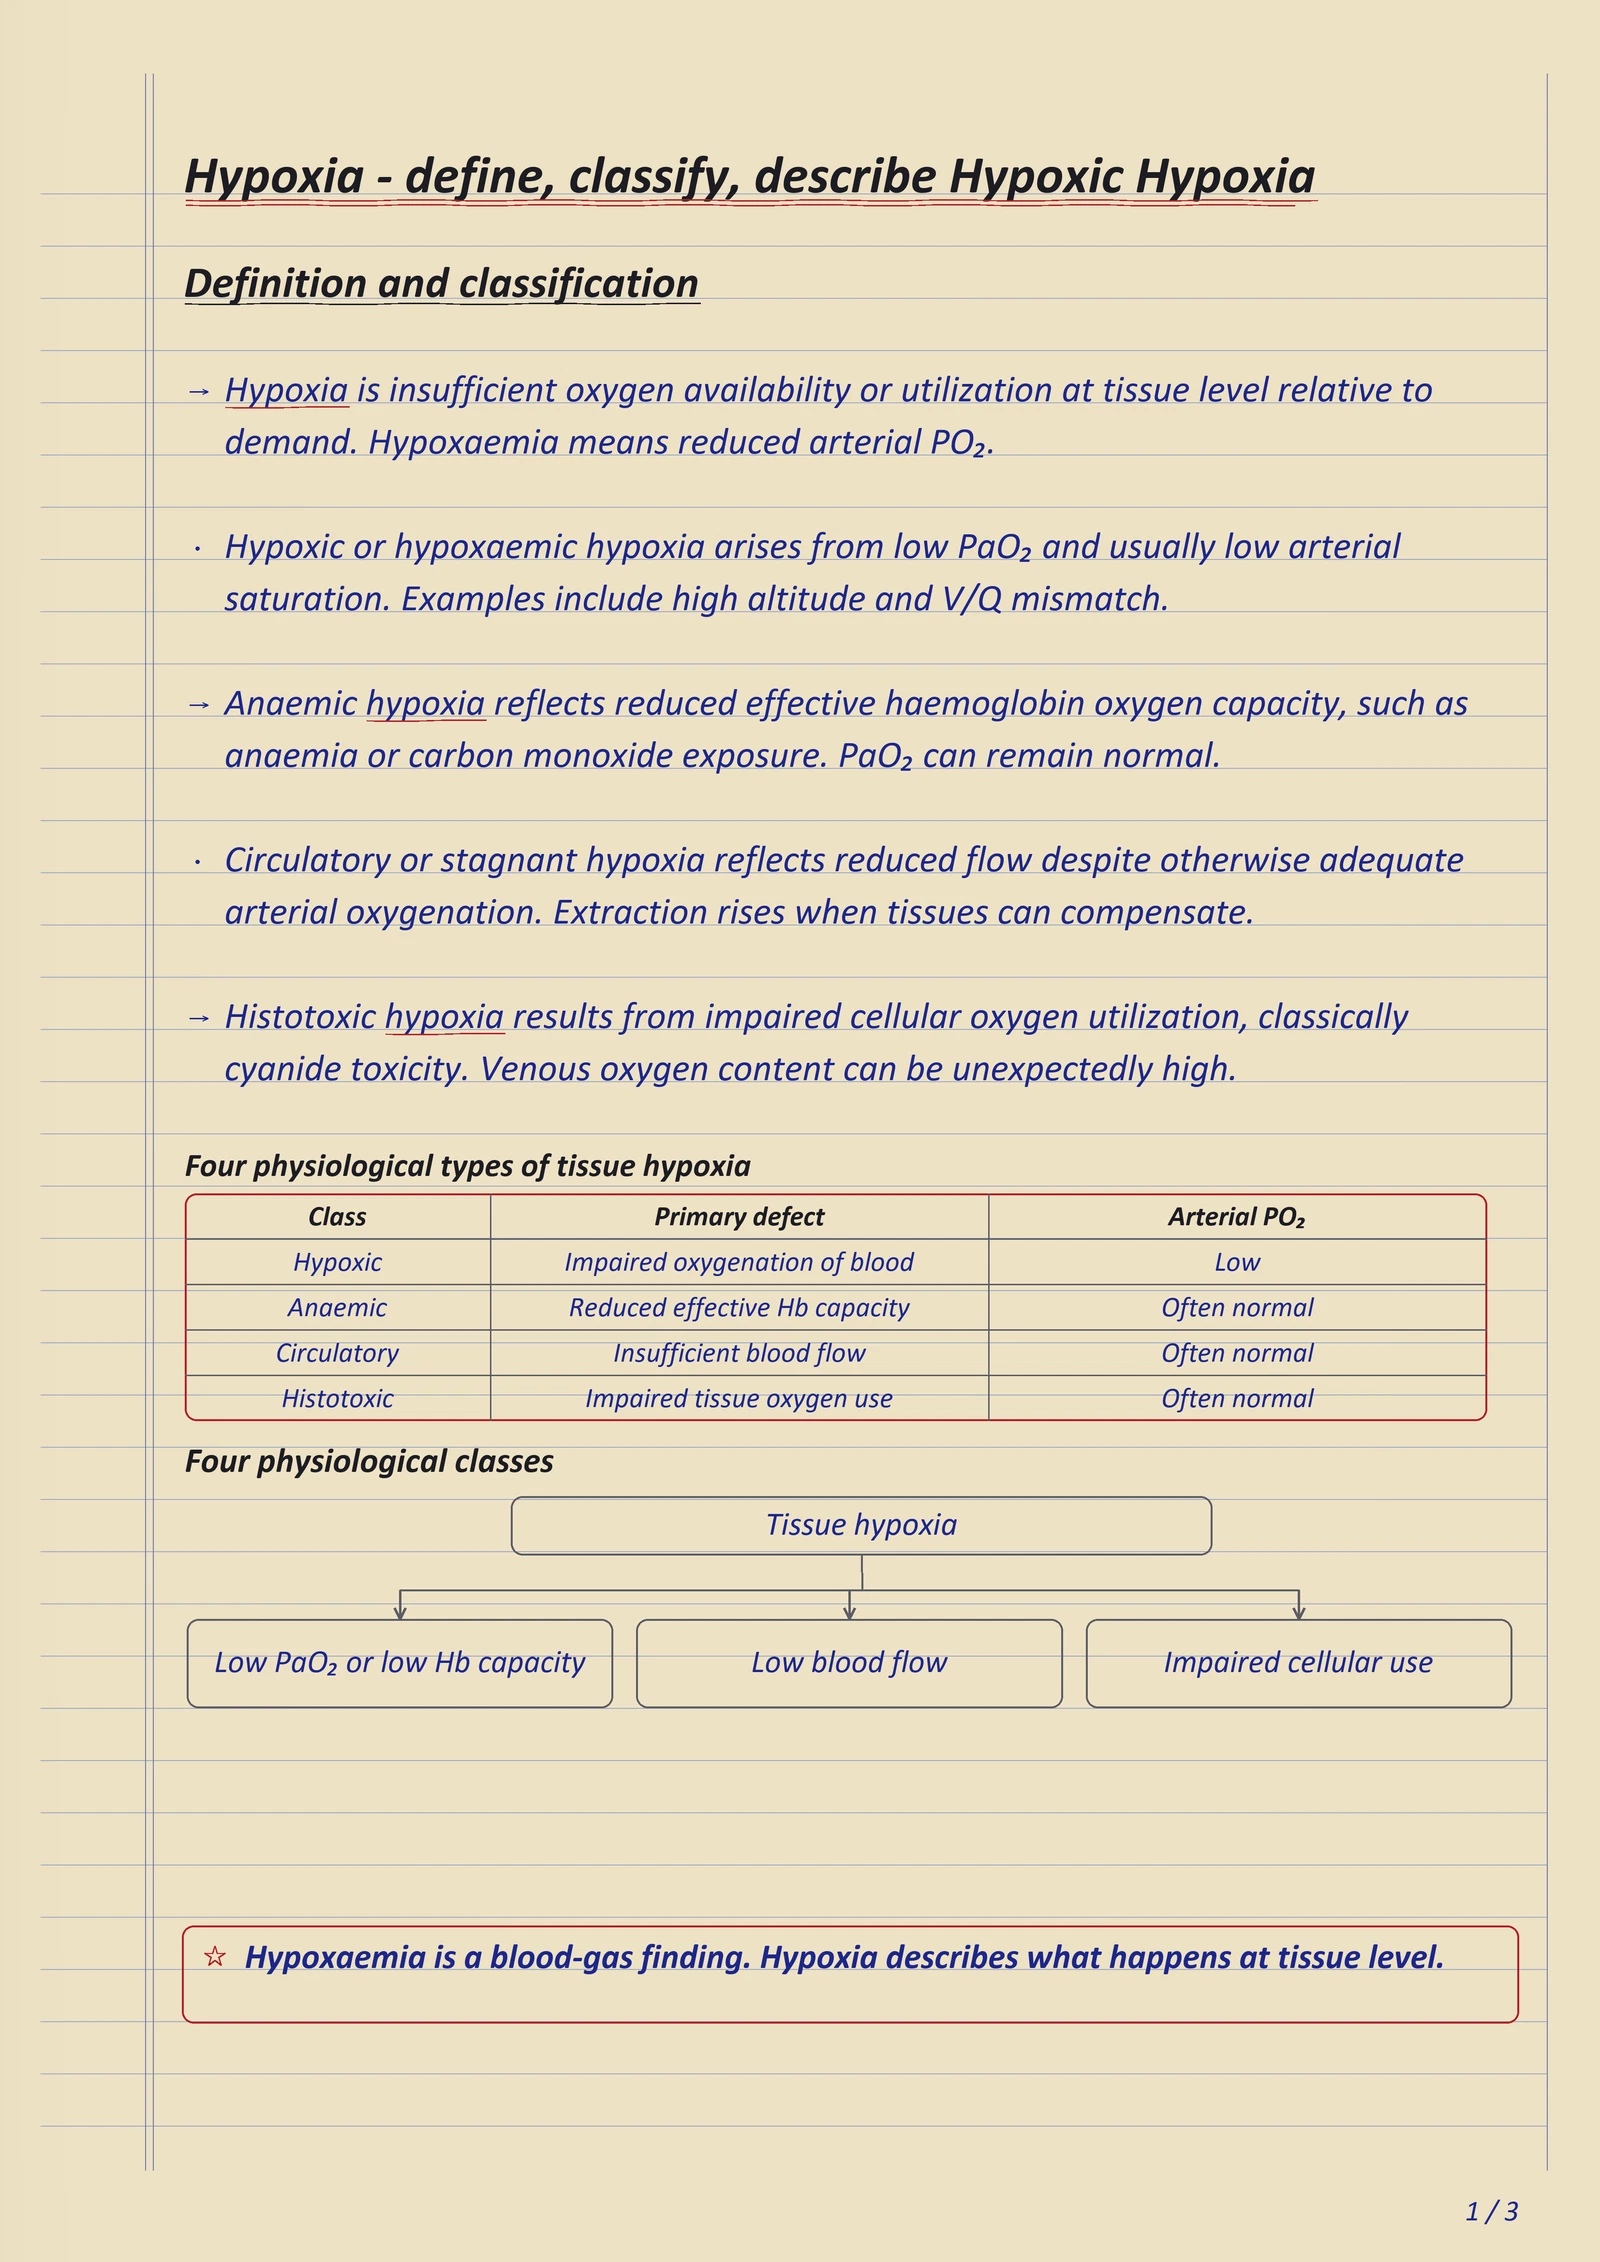 Hypoxia - define, classify, describe Hypoxic Hypoxia
Definition and classification
→ Hypoxia is insufficient oxygen availability or utilization at tissue level relative to
demand. Hypoxaemia means reduced arterial PO₂.
· Hypoxic or hypoxaemic hypoxia arises from low PaO₂ and usually low arterial
saturation. Examples include high altitude and V/Q mismatch.
→ Anaemic hypoxia reflects reduced effective haemoglobin oxygen capacity, such as
anaemia or carbon monoxide exposure. PaO₂ can remain normal.
· Circulatory or stagnant hypoxia reflects reduced flow despite otherwise adequate
arterial oxygenation. Extraction rises when tissues can compensate.
→ Histotoxic hypoxia results from impaired cellular oxygen utilization, classically
cyanide toxicity. Venous oxygen content can be unexpectedly high.
Four physiological types of tissue hypoxia
Class Primary defect Arterial PO₂
Hypoxic Impaired oxygenation of blood Low
Anaemic Reduced effective Hb capacity Often normal
Circulatory Insufficient blood flow Often normal
Histotoxic Impaired tissue oxygen use Often normal
Four physiological classes
Tissue hypoxia
Low PaO₂ or low Hb capacity Low blood flow Impaired cellular use
☆ Hypoxaemia is a blood-gas finding. Hypoxia describes what happens at tissue level.
1 / 3